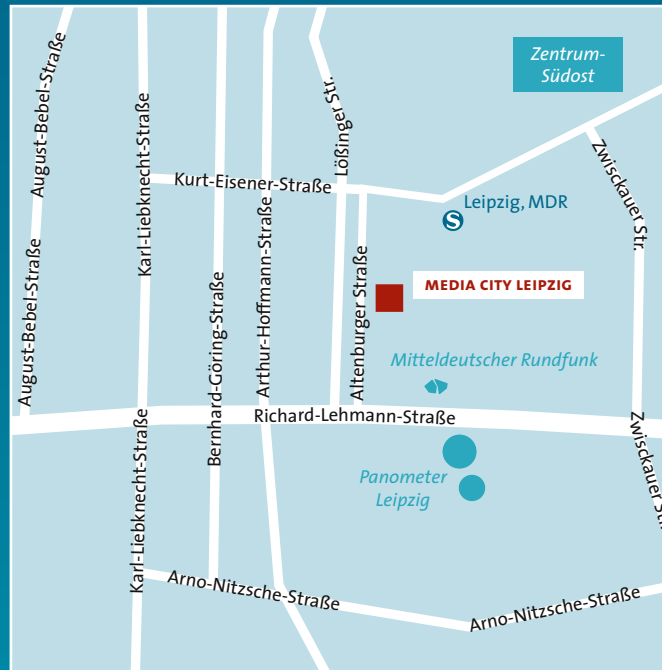 Zentrum-
Südost
August-Bebel-Straße
Karl-Liebknecht-Straße
Lößinger Str.
Zwisckauer Str.
Kurt-Eisener-Straße
S
Leipzig, MDR
August-Bebel-Straße
Bernhard-Göring-Straße
Arthur-Hoffmann-Straße
Altenburger Straße
MEDIA CITY LEIPZIG
Mitteldeutscher Rundfunk
Richard-Lehmann-Straße
Karl-Liebknecht-Straße
Panometer
Leipzig
Zwisckauer Str.
Arno-Nitzsche-Straße
Arno-Nitzsche-Straße